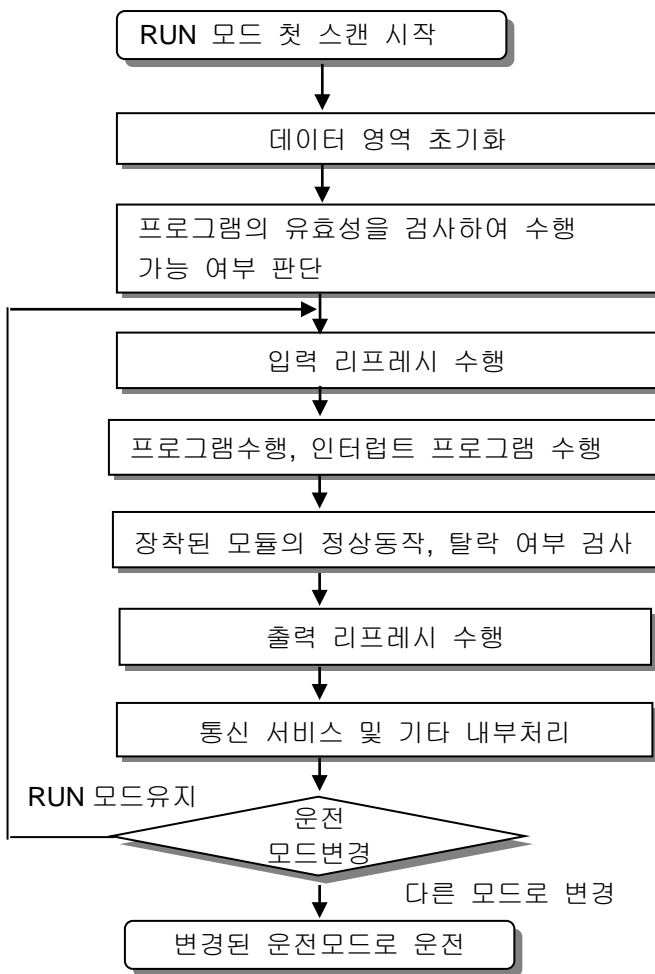 RUN 모드 첫 스캔 시작
데이터 영역 초기화
프로그램의 유효성을 검사하여 수행
가능 여부 판단
입력 리프레시 수행
프로그램수행, 인터럽트 프로그램 수행
장착된 모듈의 정상동작, 탈락 여부 검사
출력 리프레시 수행
통신 서비스 및 기타 내부처리
RUN 모드유지
운전
모드변경
다른 모드로 변경
변경된 운전모드로 운전